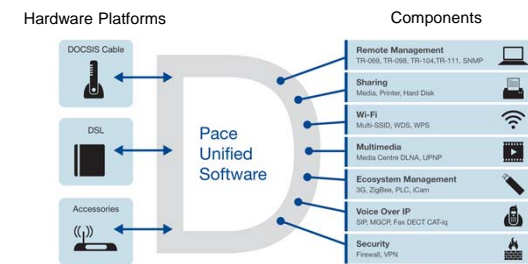 Hardware Platforms
Components
DOCSIS Cable
DSL
Accessories
Pace
Unified
Software
Remote Management
TR-069, TR-098, TR-104,TR-111, SNMP
Sharing
Media, Printer, Hard Disk
Wi-Fi
Multi-SSID, WDS, WPS
Multimedia
Media Centre DLNA, UPNP
Ecosystem Management
3G, ZigBee, PLC, iCam
Voice Over IP
SIP, MGCP, Fax DECT CAT-iq
Security
Firewall, VPN